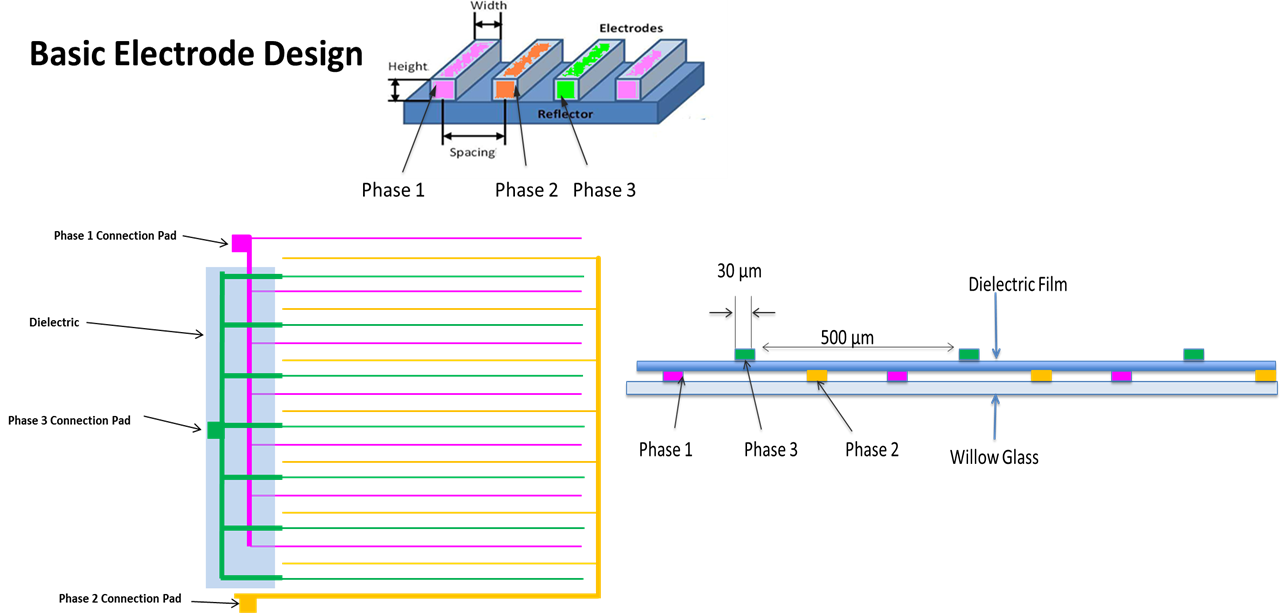 Basic Electrode Design
Width
Electrodes
Height
Reflector
Spacing
Phase 1
Phase 2
Phase 3
Phase 1 Connection Pad
Dielectric
Phase 3 Connection Pad
Phase 2 Connection Pad
30 µm
Dielectric Film
500 µm
Phase 1
Phase 3
Phase 2
Willow Glass